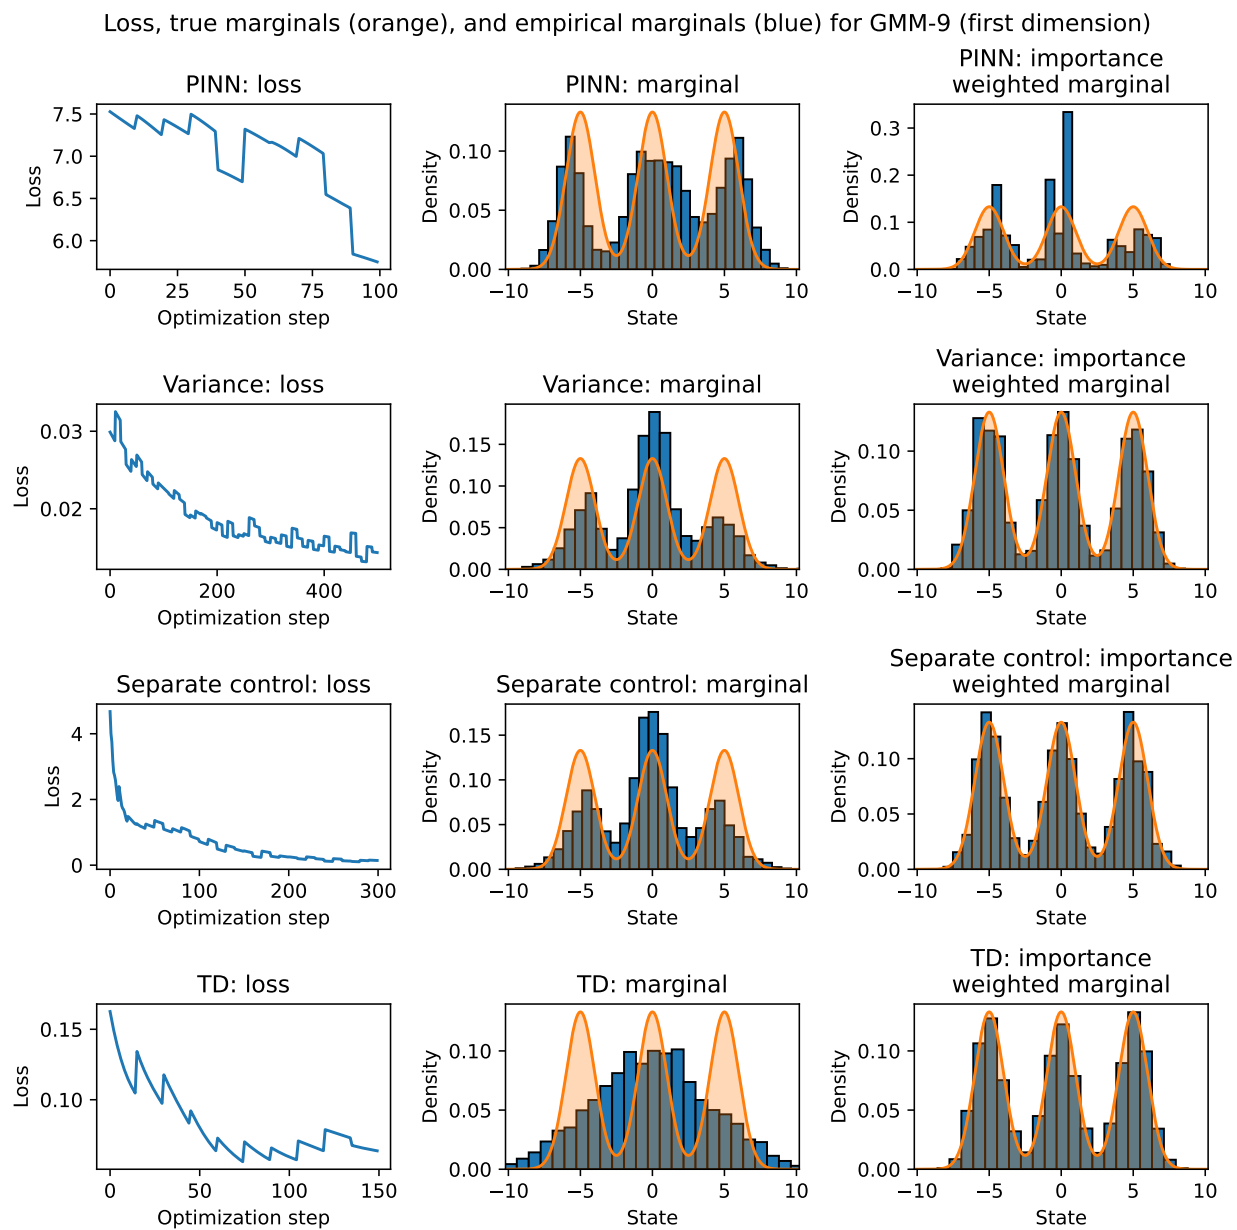 Loss, true marginals (orange), and empirical marginals (blue) for GMM-9 (first dimension)
PINN: loss
Loss
7.5
7.0
6.5
6.0
0 25 50 75 100
Optimization step
PINN: marginal
Density
0.10
0.05
0.00
−10 −5 0 5 10
State
PINN: importance
weighted marginal
Density
0.3
0.2
0.1
0.0
−10 −5 0 5 10
State
Variance: loss
Loss
0.03
0.02
0 200 400
Optimization step
Variance: marginal
Density
0.15
0.10
0.05
0.00
−10 −5 0 5 10
State
Variance: importance
weighted marginal
Density
0.10
0.05
0.00
−10 −5 0 5 10
State
Separate control: loss
Loss
4
2
0
0 100 200 300
Optimization step
Separate control: marginal
Density
0.15
0.10
0.05
0.00
−10 −5 0 5 10
State
Separate control: importance
weighted marginal
Density
0.10
0.05
0.00
−10 −5 0 5 10
State
TD: loss
Loss
0.15
0.10
0 50 100 150
Optimization step
TD: marginal
Density
0.10
0.05
0.00
−10 −5 0 5 10
State
TD: importance
weighted marginal
Density
0.10
0.05
0.00
−10 −5 0 5 10
State